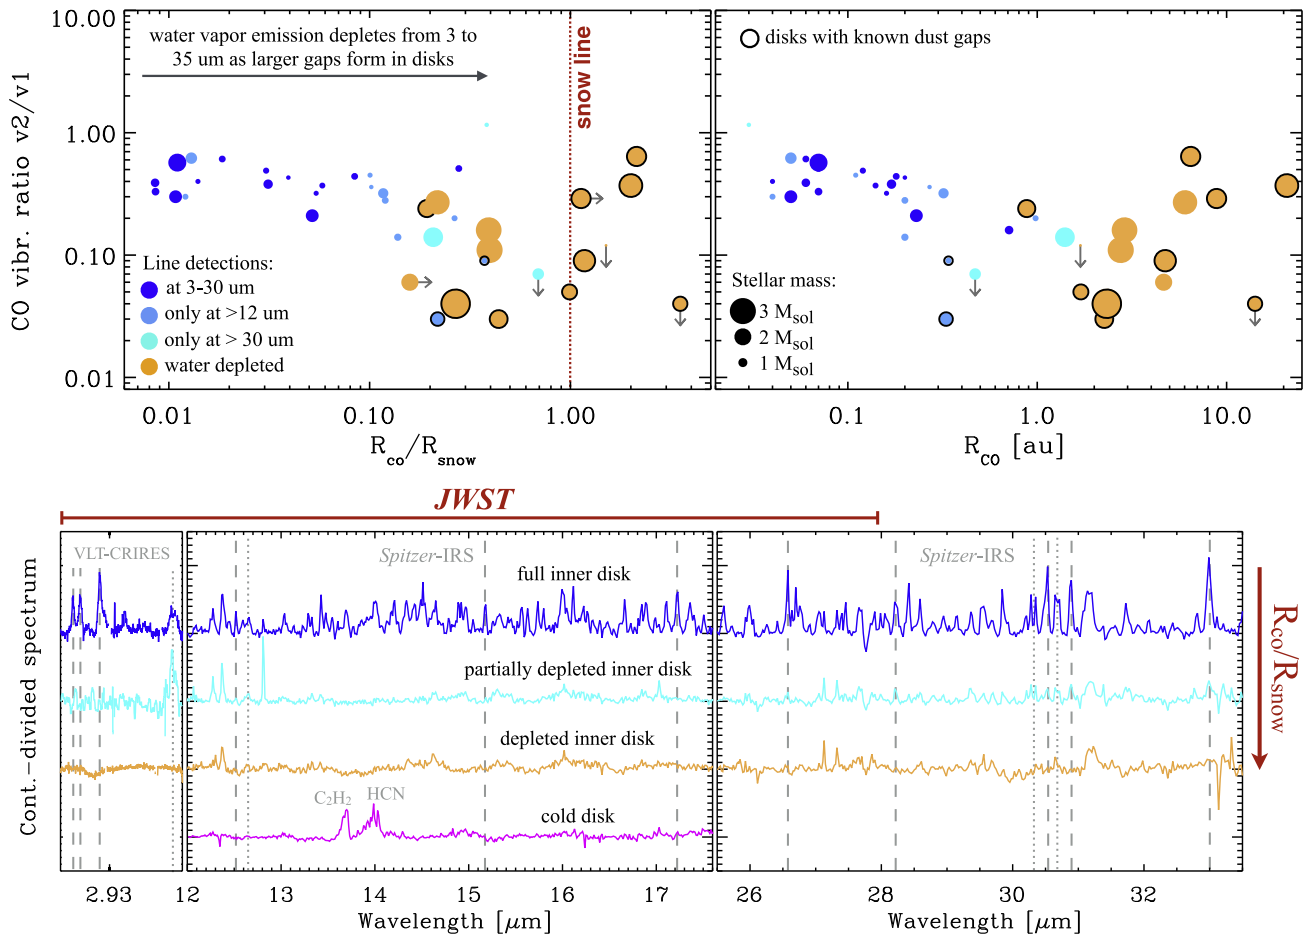 10.00
1.00
0.10
0.01
CO vibr. ratio v2/v1
water vapor emission depletes from 3 to
35 um as larger gaps form in disks
snow line
Line detections:
at 3-30 um
only at >12 um
only at > 30 um
water depleted
0.01
0.10
1.00
R_co/R_snow
disks with known dust gaps
Stellar mass:
3 M_sol
2 M_sol
1 M_sol
0.1
1.0
10.0
R_CO [au]
JWST
Cont.-divided spectrum
VLT-CRIRES
Spitzer-IRS
Spitzer-IRS
full inner disk
partially depleted inner disk
depleted inner disk
C₂H₂
HCN
cold disk
R_co/R_snow
2.93
12
13
14
15
16
17
26
28
30
32
Wavelength [μm]
Wavelength [μm]